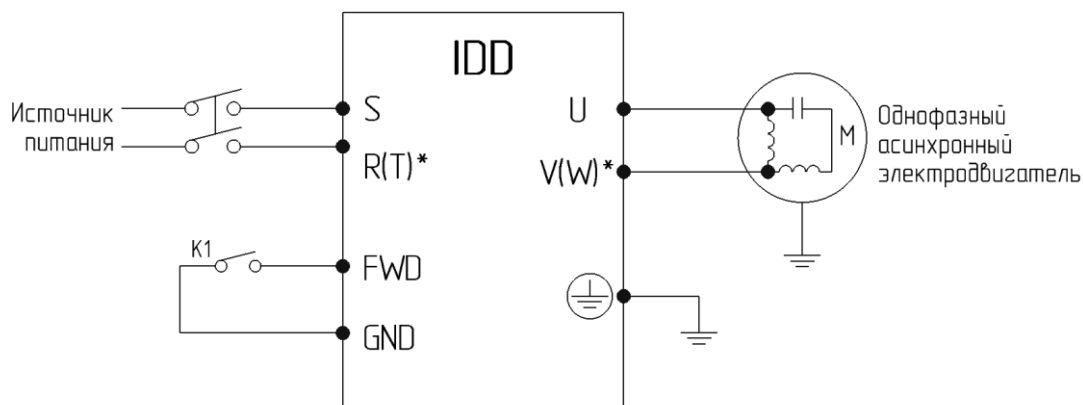 IDD
Источник
питания
S
R(T)*
U
V(W)*
M
Однофазный
асинхронный
электродвигатель
K1
FWD
GND